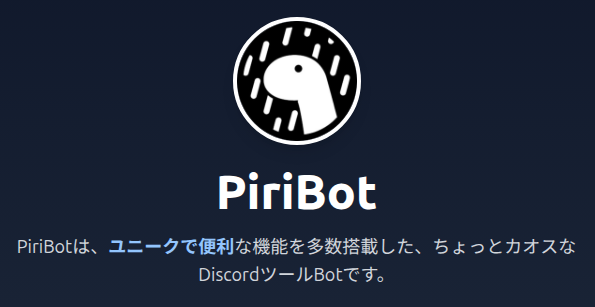 PiriBot
PiriBotは、ユニークで便利な機能を多数搭載した、ちょっとカオスな
DiscordツールBotです。